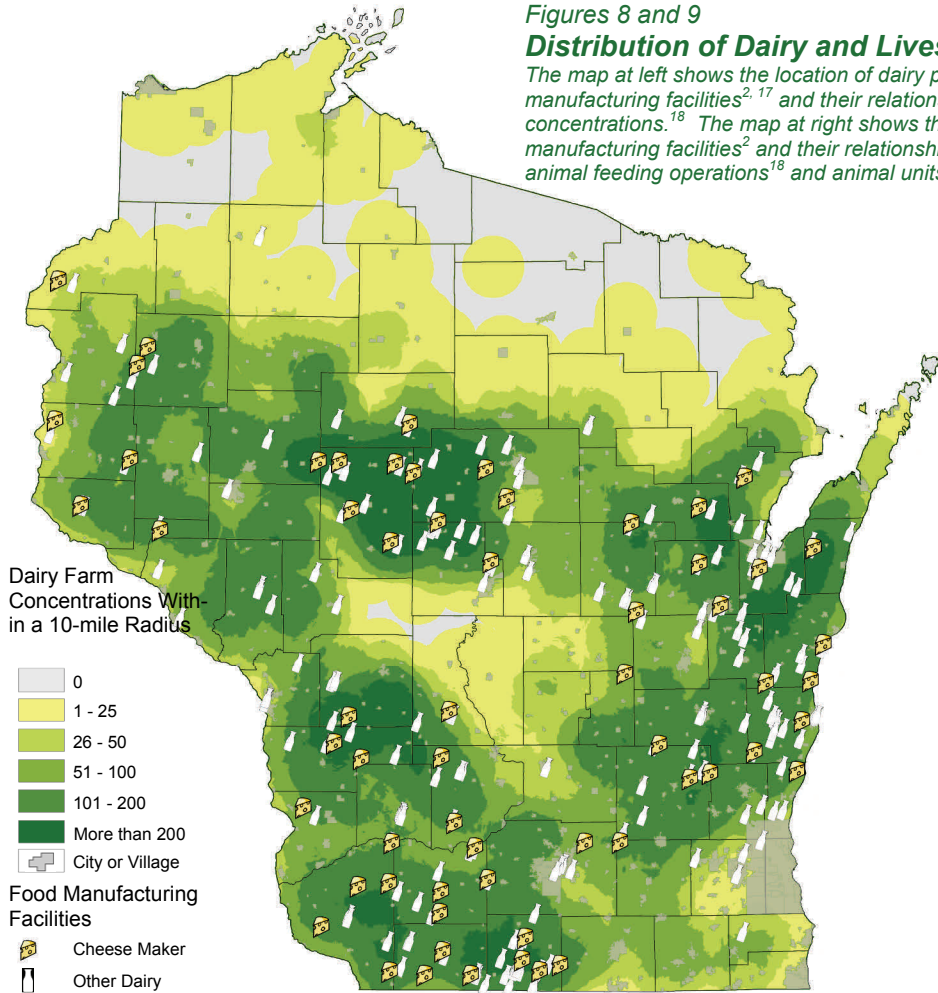 Figures 8 and 9
Distribution of Dairy and Lives
The map at left shows the location of dairy p
manufacturing facilities2, 17 and their relation
concentrations.18 The map at right shows th
manufacturing facilities2 and their relationshi
animal feeding operations18 and animal units
Dairy Farm
Concentrations With-
in a 10-mile Radius
0
1 - 25
26 - 50
51 - 100
101 - 200
More than 200
City or Village
Food Manufacturing
Facilities
Cheese Maker
Other Dairy